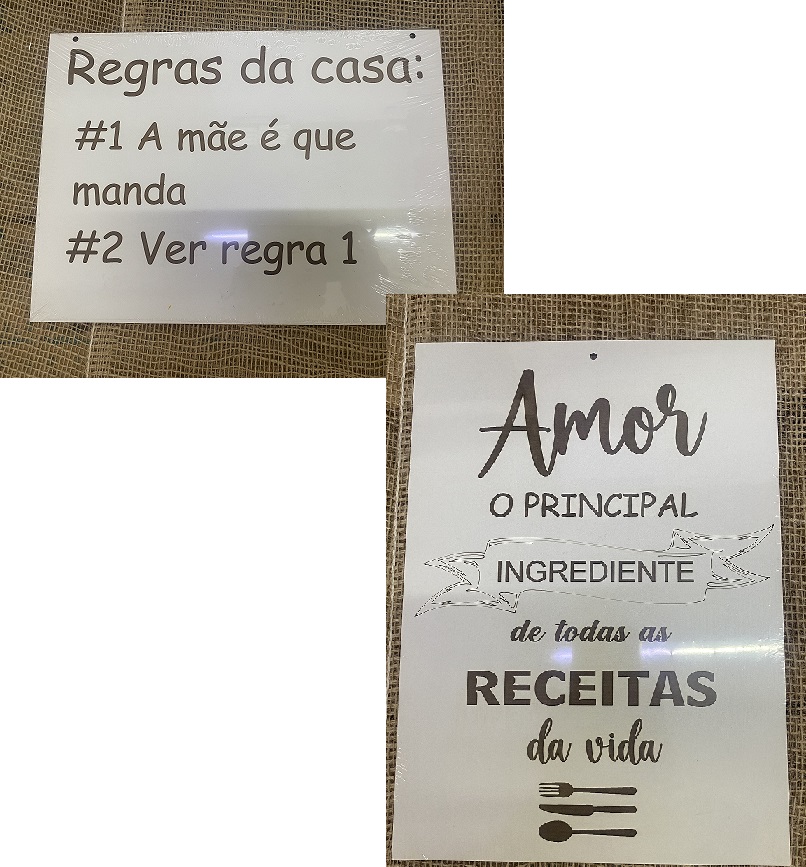 Regras da casa:
#1 A mãe é que
manda
#2 Ver regra 1
Amor
O PRINCIPAL
INGREDIENTE
de todas as
RECEITAS
da vida